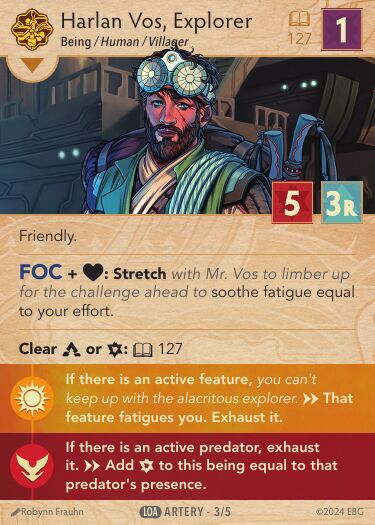 Harlan Vos, Explorer
Being / Human / Villager
127
1
5
3R
Friendly.
FOC + : Stretch with Mr. Vos to limber up
for the challenge ahead to soothe fatigue equal
to your effort.
Clear or : 127
If there is an active feature, you can't
keep up with the alacritous explorer. That
feature fatigues you. Exhaust it.
If there is an active predator, exhaust
it. Add to this being equal to that
predator's presence.
Robynn Frauhn
LOA ARTERY - 3/5
©2024 EBG